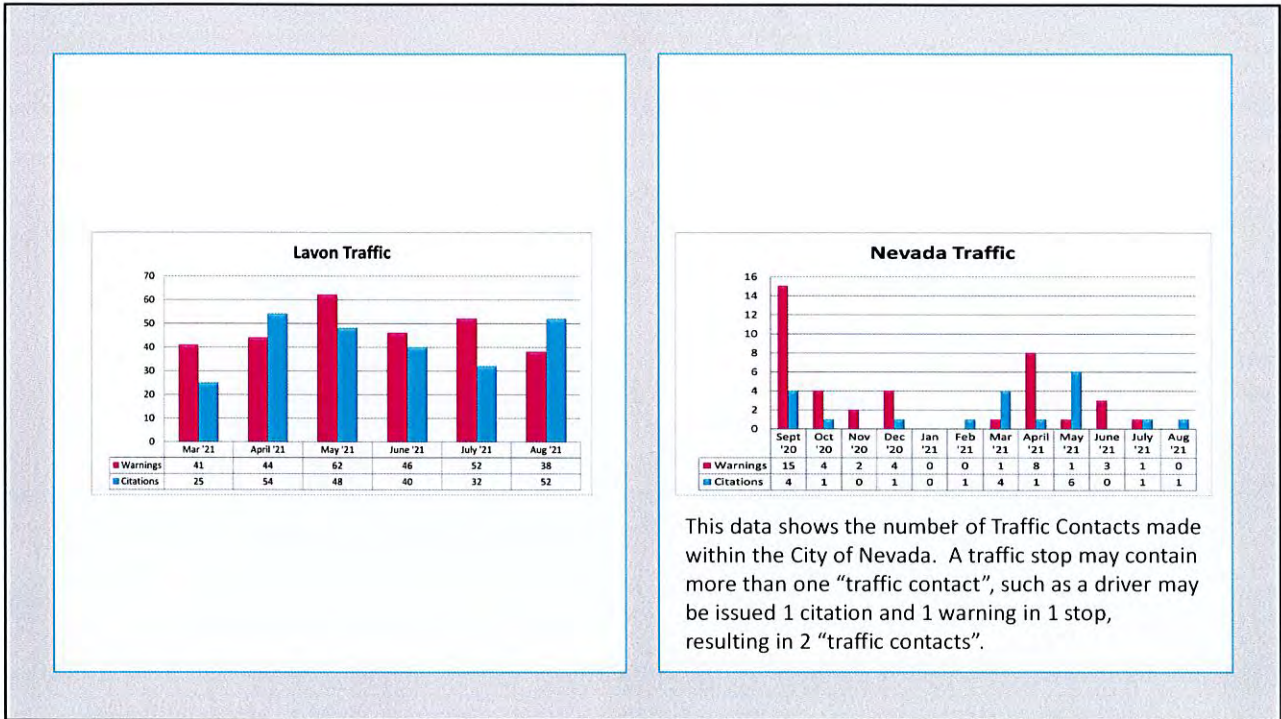 Lavon Traffic
70
60
50
40
30
20
10
0
Mar '21 April '21 May '21 June '21 July '21 Aug '21
Warnings 41 44 62 46 52 38
Citations 25 54 48 40 32 52
Nevada Traffic
16
14
12
10
8
6
4
2
0
Sept Oct Nov Dec Jan Feb Mar April May June July Aug
'20 '20 '20 '20 '21 '21 '21 '21 '21 '21 '21 '21
Warnings 15 4 2 4 0 0 1 8 1 3 1 0
Citations 4 1 0 1 0 1 4 1 6 0 1 1
This data shows the number of Traffic Contacts made
within the City of Nevada. A traffic stop may contain
more than one “traffic contact”, such as a driver may
be issued 1 citation and 1 warning in 1 stop,
resulting in 2 “traffic contacts”.